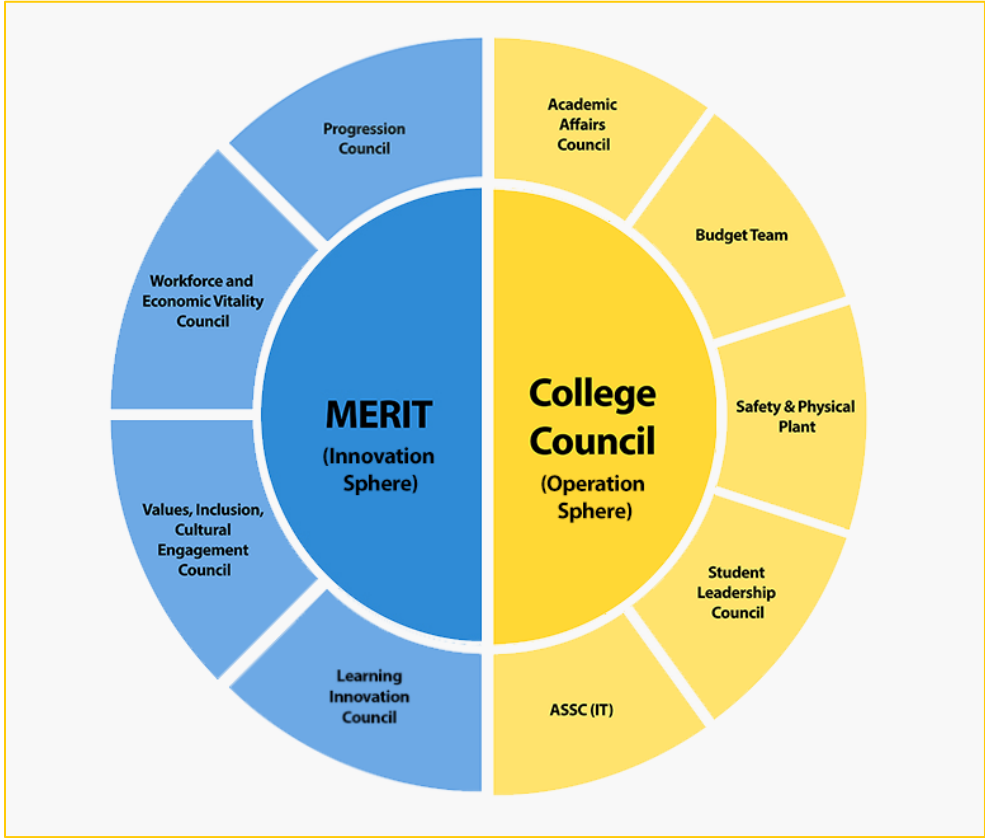 Progression
Council
Workforce and
Economic Vitality
Council
Values, Inclusion,
Cultural
Engagement
Council
Learning
Innovation
Council
MERIT
(Innovation
Sphere)
College
Council
(Operation
Sphere)
Academic
Affairs
Council
Budget Team
Safety & Physical
Plant
Student
Leadership
Council
ASSC (IT)